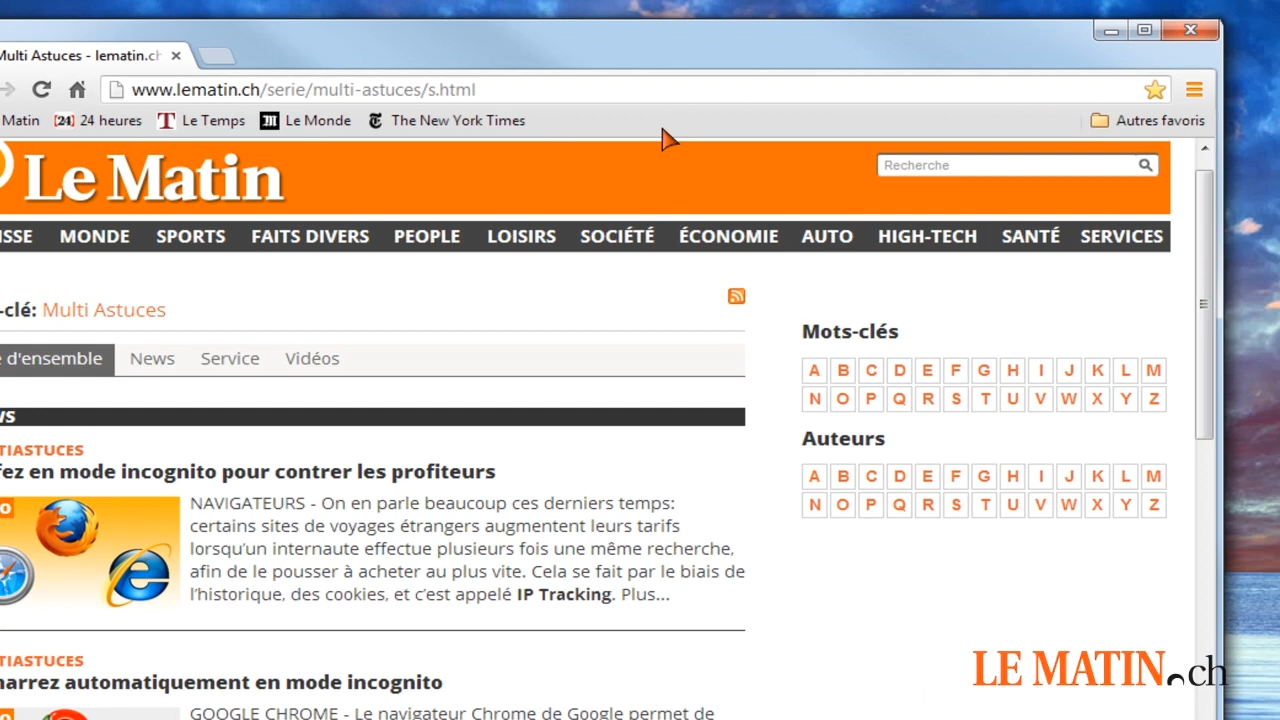 Multi Astuces - lematin.ch
www.lematin.ch/serie/multi-astuces/s.html
Matin 24 24 heures T Le Temps M Le Monde The New York Times Autres favoris
Le Matin
Recherche
ISSE MONDE SPORTS FAITS DIVERS PEOPLE LOISIRS SOCIÉTÉ ÉCONOMIE AUTO HIGH-TECH SANTÉ SERVICES
-clé: Multi Astuces
d'ensemble News Service Vidéos
Mots-clés
A B C D E F G H I J K L M
N O P Q R S T U V W X Y Z
Auteurs
A B C D E F G H I J K L M
N O P Q R S T U V W X Y Z
WS
TIASTUCES
fez en mode incognito pour contrer les profiteurs
NAVIGATEURS - On en parle beaucoup ces derniers temps:
certains sites de voyages étrangers augmentent leurs tarifs
lorsqu'un internaute effectue plusieurs fois une même recherche,
afin de le pousser à acheter au plus vite. Cela se fait par le biais de
l'historique, des cookies, et c'est appelé IP Tracking. Plus...
TIASTUCES
marrez automatiquement en mode incognito
GOOGLE CHROME - Le navigateur Chrome de Google permet de
LE MATIN.ch